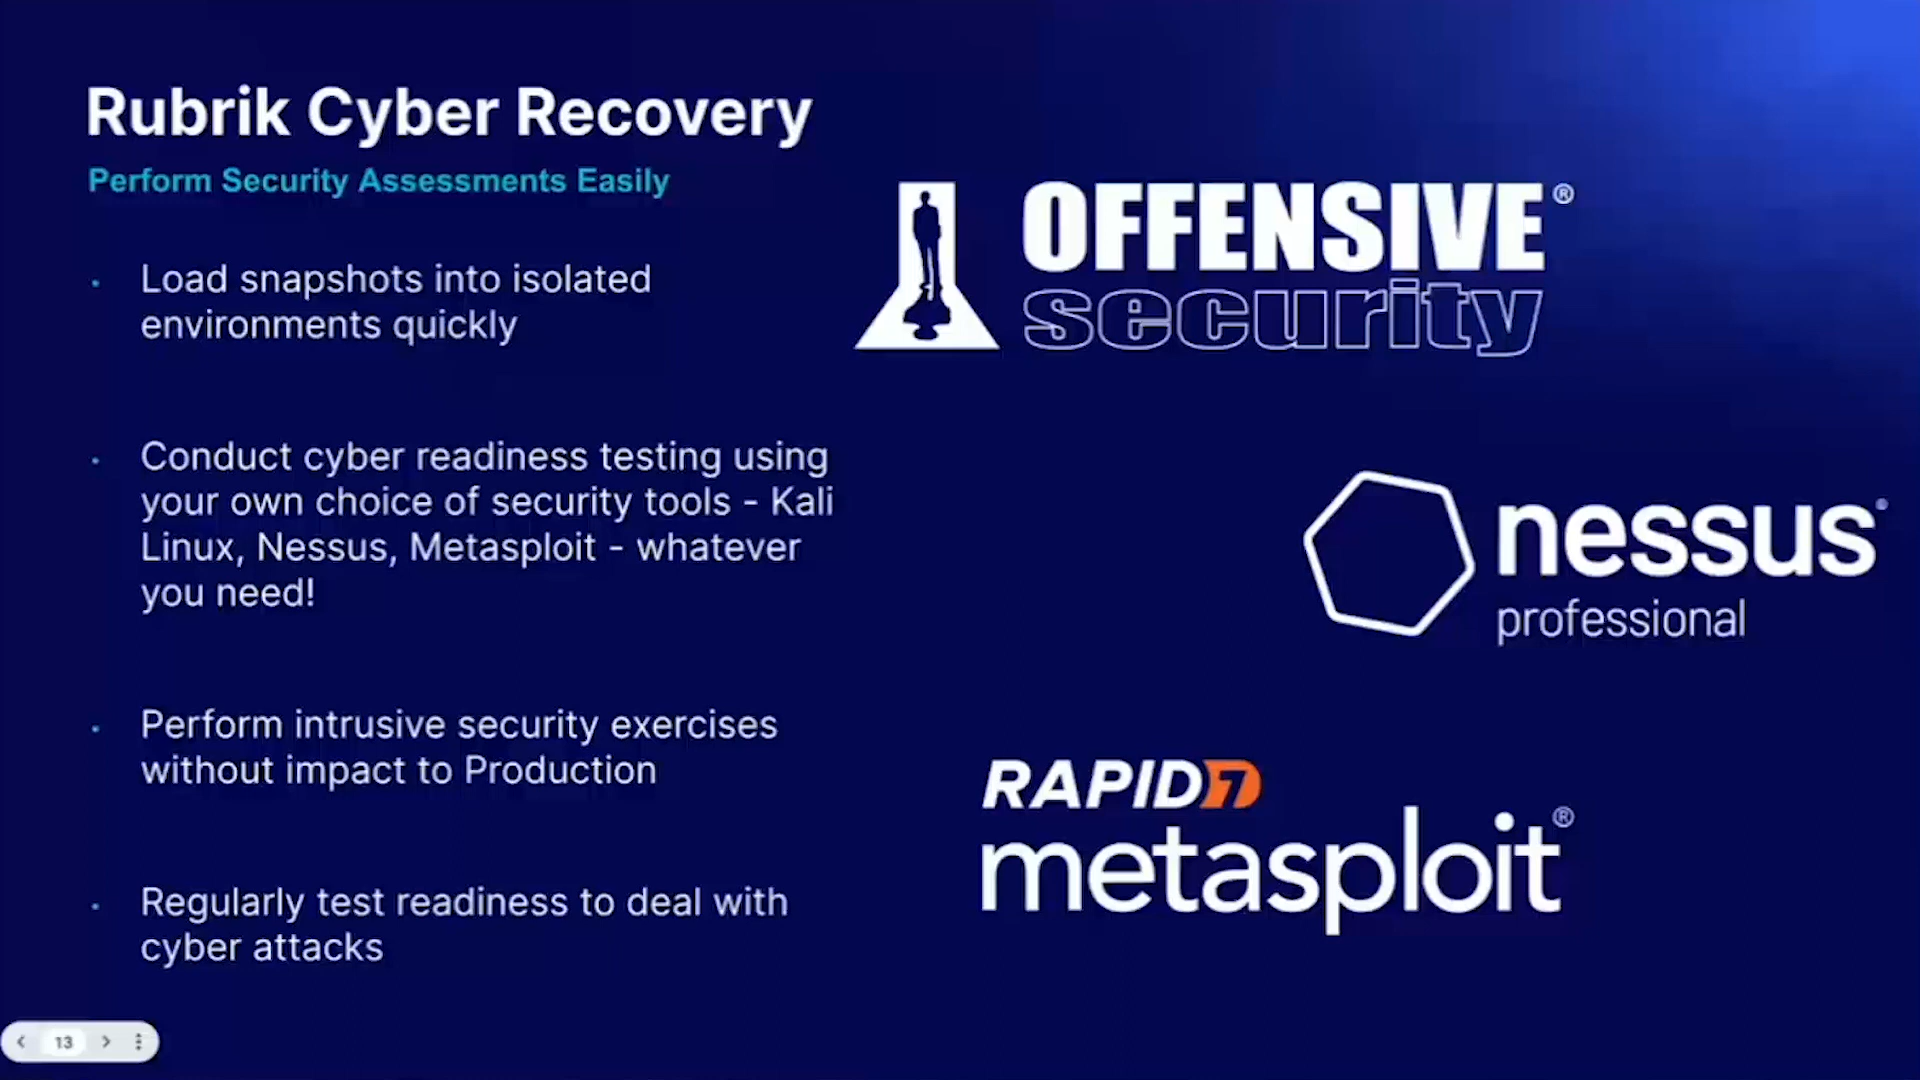 Rubrik Cyber Recovery
Perform Security Assessments Easily
· Load snapshots into isolated
environments quickly
· Conduct cyber readiness testing using
your own choice of security tools - Kali
Linux, Nessus, Metasploit - whatever
you need!
· Perform intrusive security exercises
without impact to Production
· Regularly test readiness to deal with
cyber attacks
OFFENSIVE®
security
nessus®
professional
RAPID7
metasploit®
13